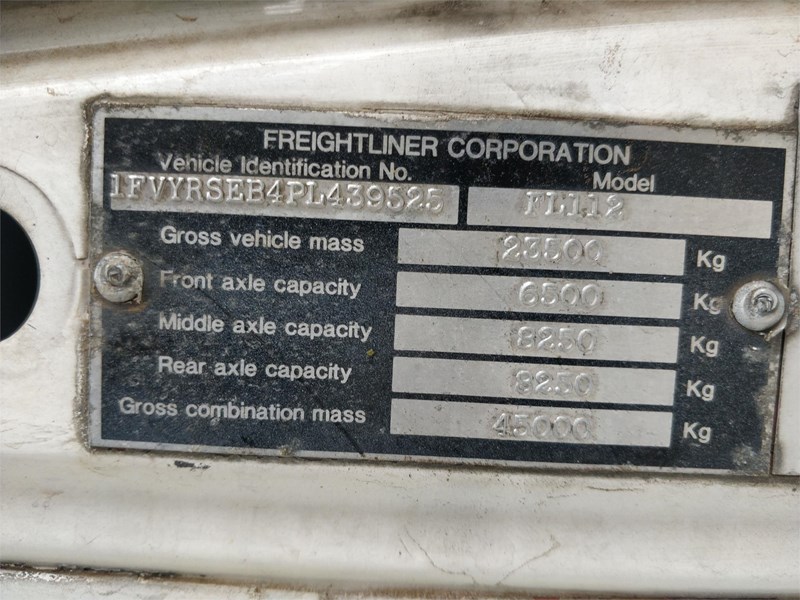 FREIGHTLINER CORPORATION
Vehicle Identification No. Model
1FVYRSEB4PL439525 FL112
Gross vehicle mass 23500 Kg
Front axle capacity 6500 Kg
Middle axle capacity 8250 Kg
Rear axle capacity 8250 Kg
Gross combination mass 45000 Kg